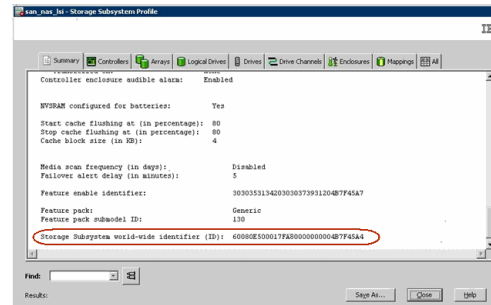 san_nas_lsi - Storage Subsystem Profile
Summary Controllers Arrays Logical Drives Drives Drive Channels Enclosures Mappings All
Controller enclosure audible alarm: Enabled
NVSRAM configured for batteries: Yes
Start cache flushing at (in percentage): 80
Stop cache flushing at (in percentage): 80
Cache block size (in KB): 4
Media scan frequency (in days): Disabled
Failover alert delay (in minutes): 5
Feature enable identifier: 3030353134203030373931204B7F45A7
Feature pack: Generic
Feature pack submodel ID: 130
Storage Subsystem world-wide identifier (ID): 60080E500017FA80000000004B7F45A4
Find:
Results:
Save As... Close Help